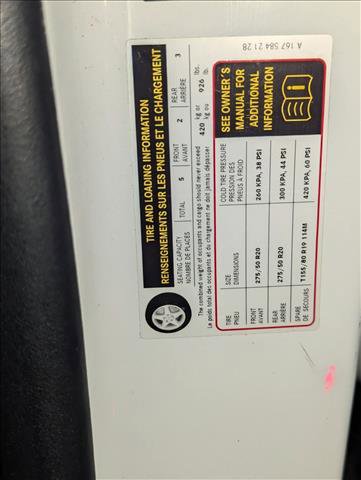 A 167 584 21 28
TIRE AND LOADING INFORMATION
RENSEIGNEMENTS SUR LES PNEUS ET LE CHARGEMENT
SEATING CAPACITY TOTAL 5 FRONT 2 REAR 3
NOMBRE DE PLACES AVANT ARRIÈRE
The combined weight of occupants and cargo should never exceed 420 kg or 926 lbs.
Le poids total des occupants et du chargement ne doit jamais dépasser 420 kg ou 926 lb.
TIRE SIZE COLD TIRE PRESSURE
PNEU DIMENSIONS PRESSION DES PNEUS À FROID
FRONT 275/50 R20 260 KPA, 38 PSI
AVANT
REAR 275/50 R20 300 KPA, 44 PSI
ARRIÈRE
SPARE T155/80 R19 114M 420 KPA, 60 PSI
DE SECOURS
SEE OWNER'S
MANUAL FOR
ADDITIONAL
INFORMATION